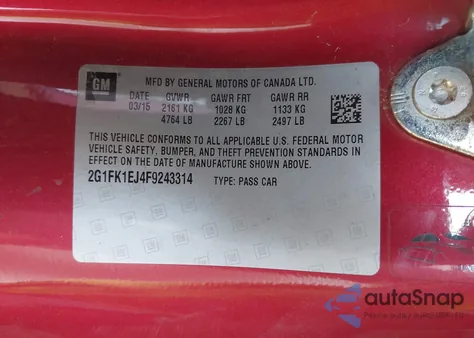 GM
MFD BY GENERAL MOTORS OF CANADA LTD.
DATE GVWR GAWR FRT GAWR RR
03/15 2161 KG 1028 KG 1133 KG
4764 LB 2267 LB 2497 LB
THIS VEHICLE CONFORMS TO ALL APPLICABLE U.S. FEDERAL MOTOR
VEHICLE SAFETY, BUMPER, AND THEFT PREVENTION STANDARDS IN
EFFECT ON THE DATE OF MANUFACTURE SHOWN ABOVE.
2G1FK1EJ4F9243314 TYPE: PASS CAR
autoSnap